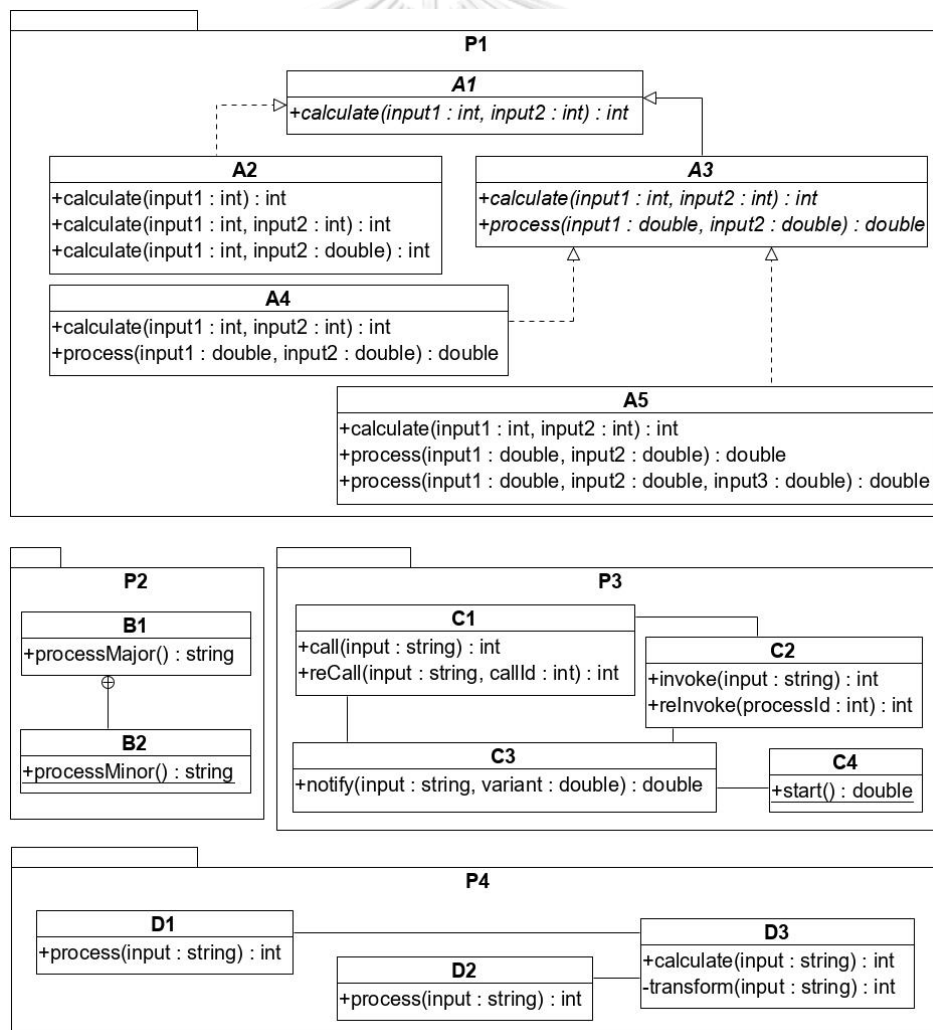 P1
A1
+calculate(input1 : int, input2 : int) : int
A2
+calculate(input1 : int) : int
+calculate(input1 : int, input2 : int) : int
+calculate(input1 : int, input2 : double) : int
A3
+calculate(input1 : int, input2 : int) : int
+process(input1 : double, input2 : double) : double
A4
+calculate(input1 : int, input2 : int) : int
+process(input1 : double, input2 : double) : double
A5
+calculate(input1 : int, input2 : int) : int
+process(input1 : double, input2 : double) : double
+process(input1 : double, input2 : double, input3 : double) : double
P2
B1
+processMajor() : string
B2
+processMinor() : string
P3
C1
+call(input : string) : int
+reCall(input : string, callId : int) : int
C2
+invoke(input : string) : int
+reInvoke(processId : int) : int
C3
+notify(input : string, variant : double) : double
C4
+start() : double
P4
D1
+process(input : string) : int
D2
+process(input : string) : int
D3
+calculate(input : string) : int
-transform(input : string) : int